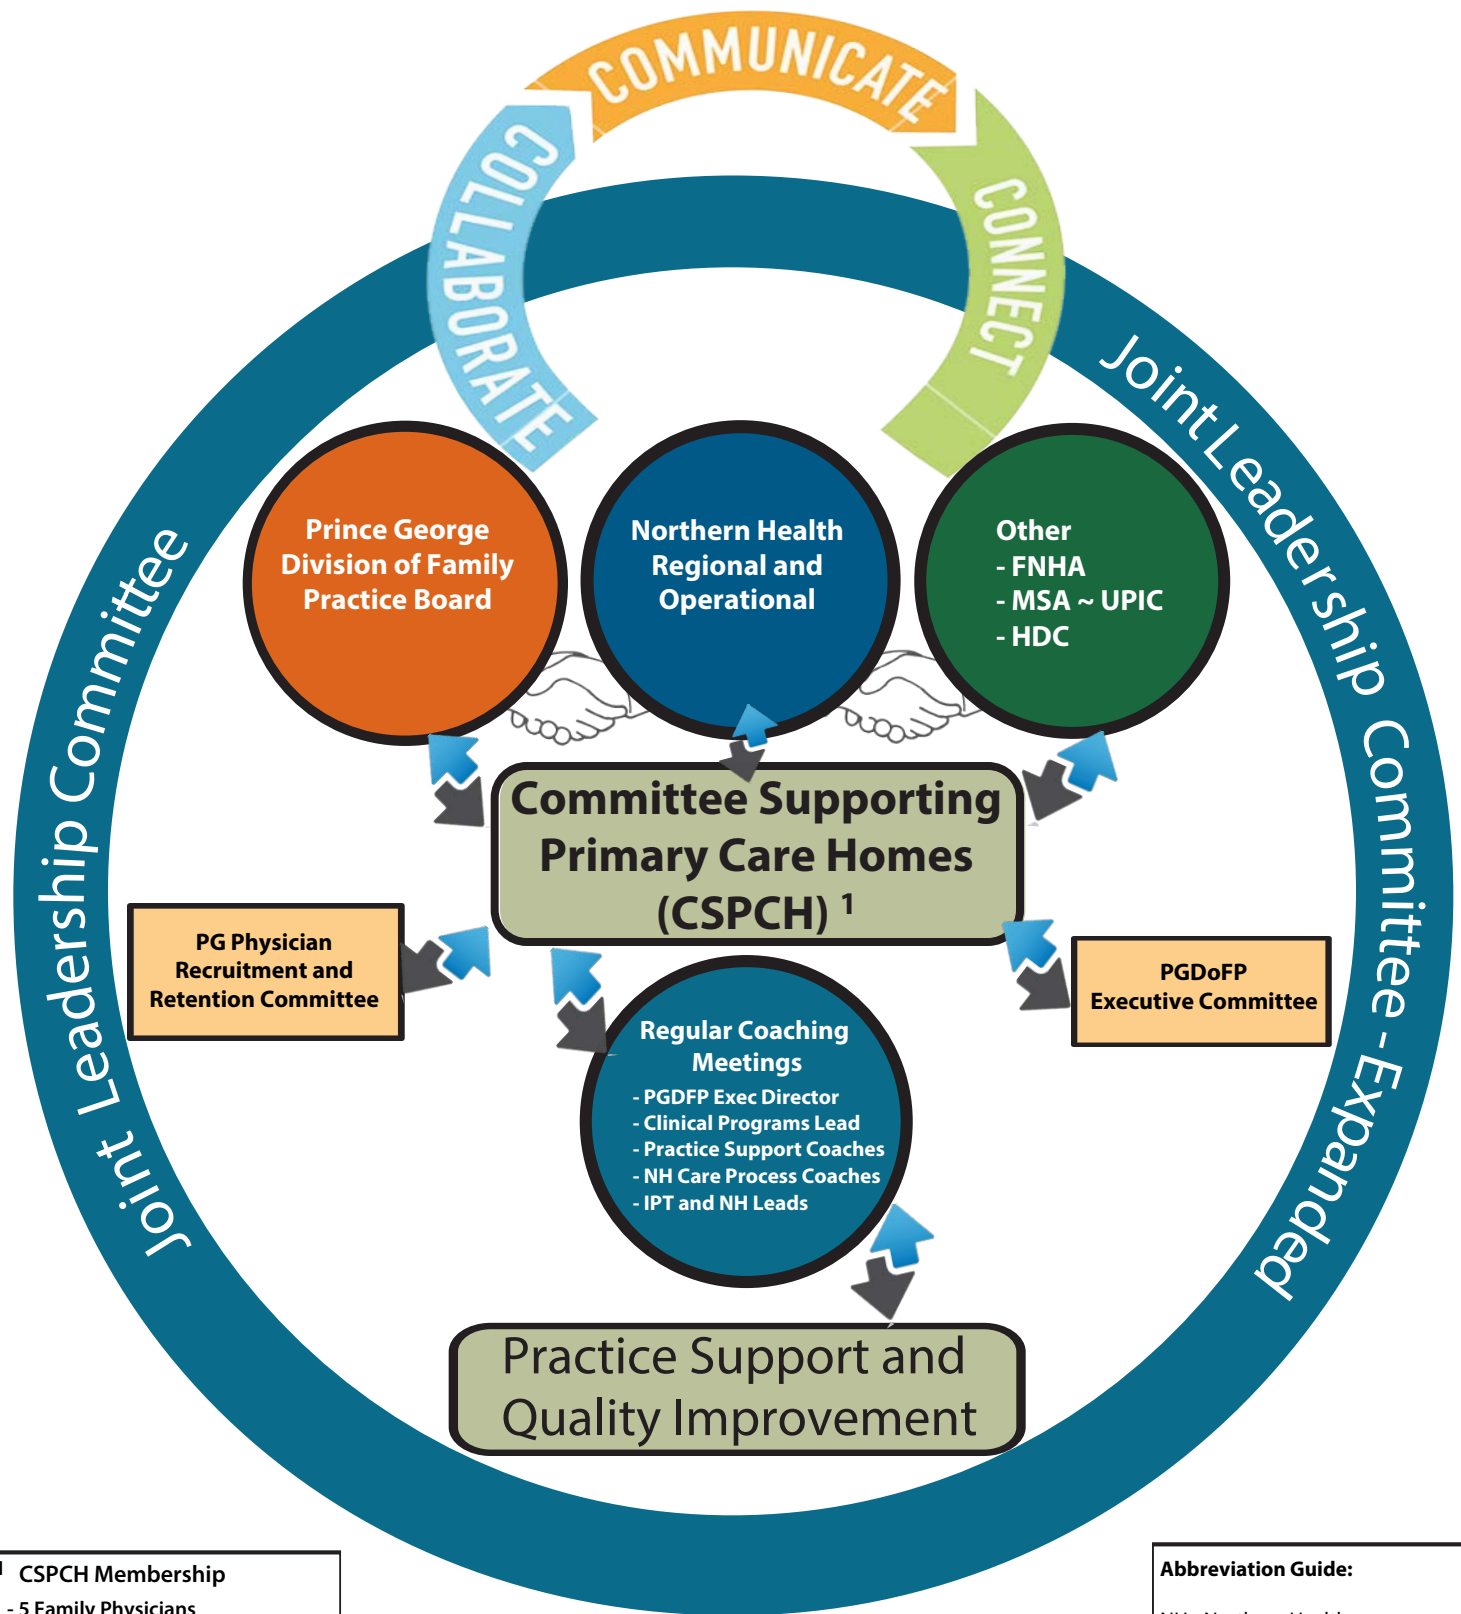 COLLABORATE
COMMUNICATE
CONNECT
Joint Leadership Committee
Joint Leadership Committee - Expanded
Prince George
Division of Family
Practice Board
Northern Health
Regional and
Operational
Other
- FNHA
- MSA ~ UPIC
- HDC
Committee Supporting
Primary Care Homes
(CSPCH) 1
PG Physician
Recruitment and
Retention Committee
PGDoFP
Executive Committee
Regular Coaching
Meetings
- PGDFP Exec Director
- Clinical Programs Lead
- Practice Support Coaches
- NH Care Process Coaches
- IPT and NH Leads
Practice Support and
Quality Improvement
1 CSPCH Membership
- 5 Family Physicians
Abbreviation Guide: